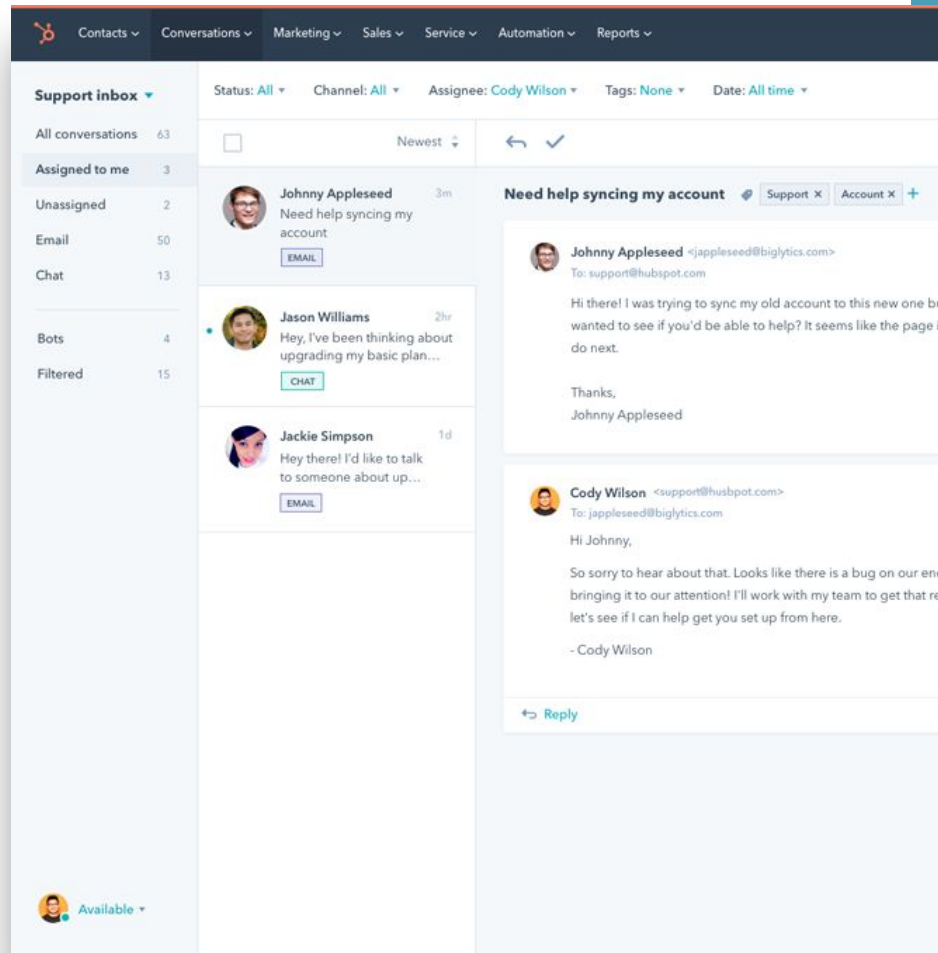 Contacts Conversations Marketing Sales Service Automation Reports
Support inbox
All conversations 63
Assigned to me 3
Unassigned 2
Email 50
Chat 13
Bots 4
Filtered 15
Available
Status: All Channel: All Assignee: Cody Wilson Tags: None Date: All time
Newest
Johnny Appleseed 3m
Need help syncing my
account
EMAIL
Jason Williams 2hr
Hey, I've been thinking about
upgrading my basic plan...
CHAT
Jackie Simpson 1d
Hey there! I'd like to talk
to someone about up...
EMAIL
Need help syncing my account Support × Account × +
Johnny Appleseed <jappleseed@biglytics.com>
To: support@hubspot.com
Hi there! I was trying to sync my old account to this new one
wanted to see if you'd be able to help? It seems like the page
do next.
Thanks,
Johnny Appleseed
Cody Wilson <support@husbpot.com>
To: jappleseed@biglytics.com
Hi Johnny,
So sorry to hear about that. Looks like there is a bug on our
bringing it to our attention! I'll work with my team to get that
let's see if I can help get you set up from here.
- Cody Wilson
Reply